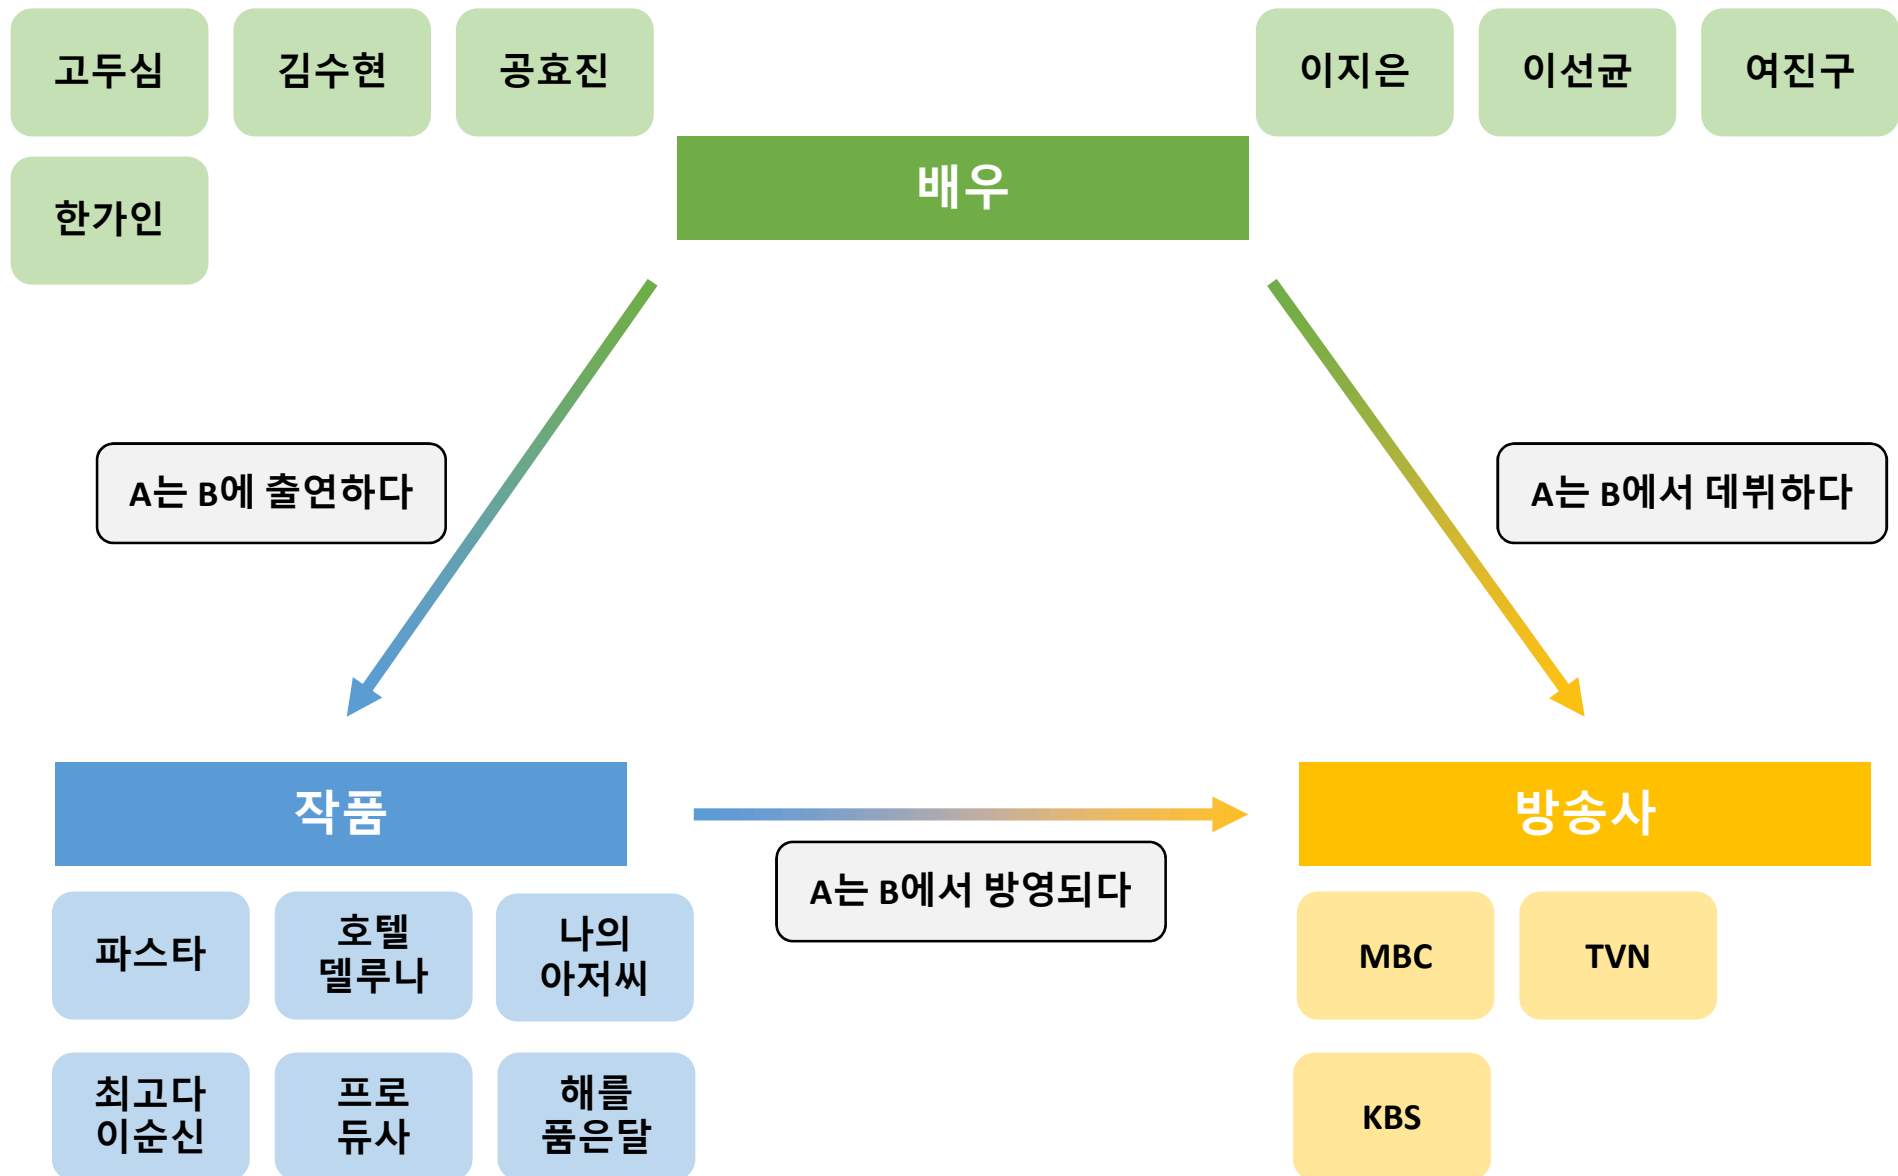 고두심
김수현
공효진
이지은
이선균
여진구
한가인
배우
A는 B에 출연하다
A는 B에서 데뷔하다
작품
방송사
A는 B에서 방영되다
파스타
호텔
델루나
나의
아저씨
MBC
TVN
최고다
이순신
프로
듀사
해를
품은달
KBS